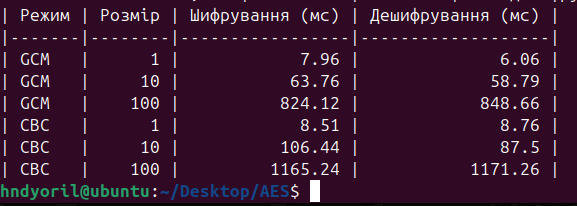 | Режим | Розмір | Шифрування (мс) | Дешифрування (мс) |
|-------|--------|-----------------|-------------------|
| GCM | 1 | 7.96 | 6.06 |
| GCM | 10 | 63.76 | 58.79 |
| GCM | 100 | 824.12 | 848.66 |
| CBC | 1 | 8.51 | 8.76 |
| CBC | 10 | 106.44 | 87.5 |
| CBC | 100 | 1165.24 | 1171.26 |
hndyoril@ubuntu:~/Desktop/AES$